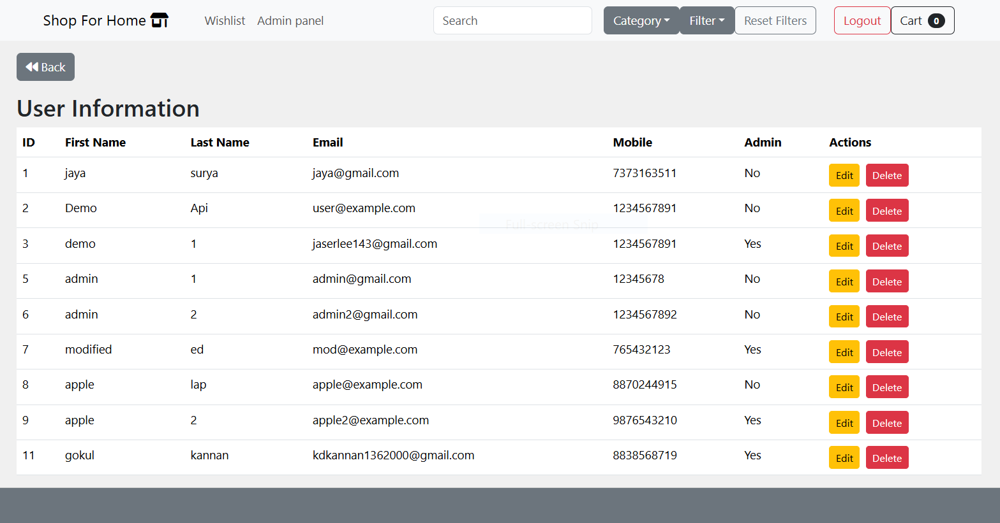 Shop For Home Wishlist Admin panel Search Category Filter Reset Filters Logout Cart 0
Back
User Information
ID First Name Last Name Email Mobile Admin Actions
1 jaya surya jaya@gmail.com 7373163511 No Edit Delete
2 Demo Api user@example.com 1234567891 No Edit Delete
Full-screen Snip
3 demo 1 jaserlee143@gmail.com 1234567891 Yes Edit Delete
5 admin 1 admin@gmail.com 12345678 No Edit Delete
6 admin 2 admin2@gmail.com 1234567892 No Edit Delete
7 modified ed mod@example.com 765432123 Yes Edit Delete
8 apple lap apple@example.com 8870244915 No Edit Delete
9 apple 2 apple2@example.com 9876543210 Yes Edit Delete
11 gokul kannan kdkannan1362000@gmail.com 8838568719 Yes Edit Delete